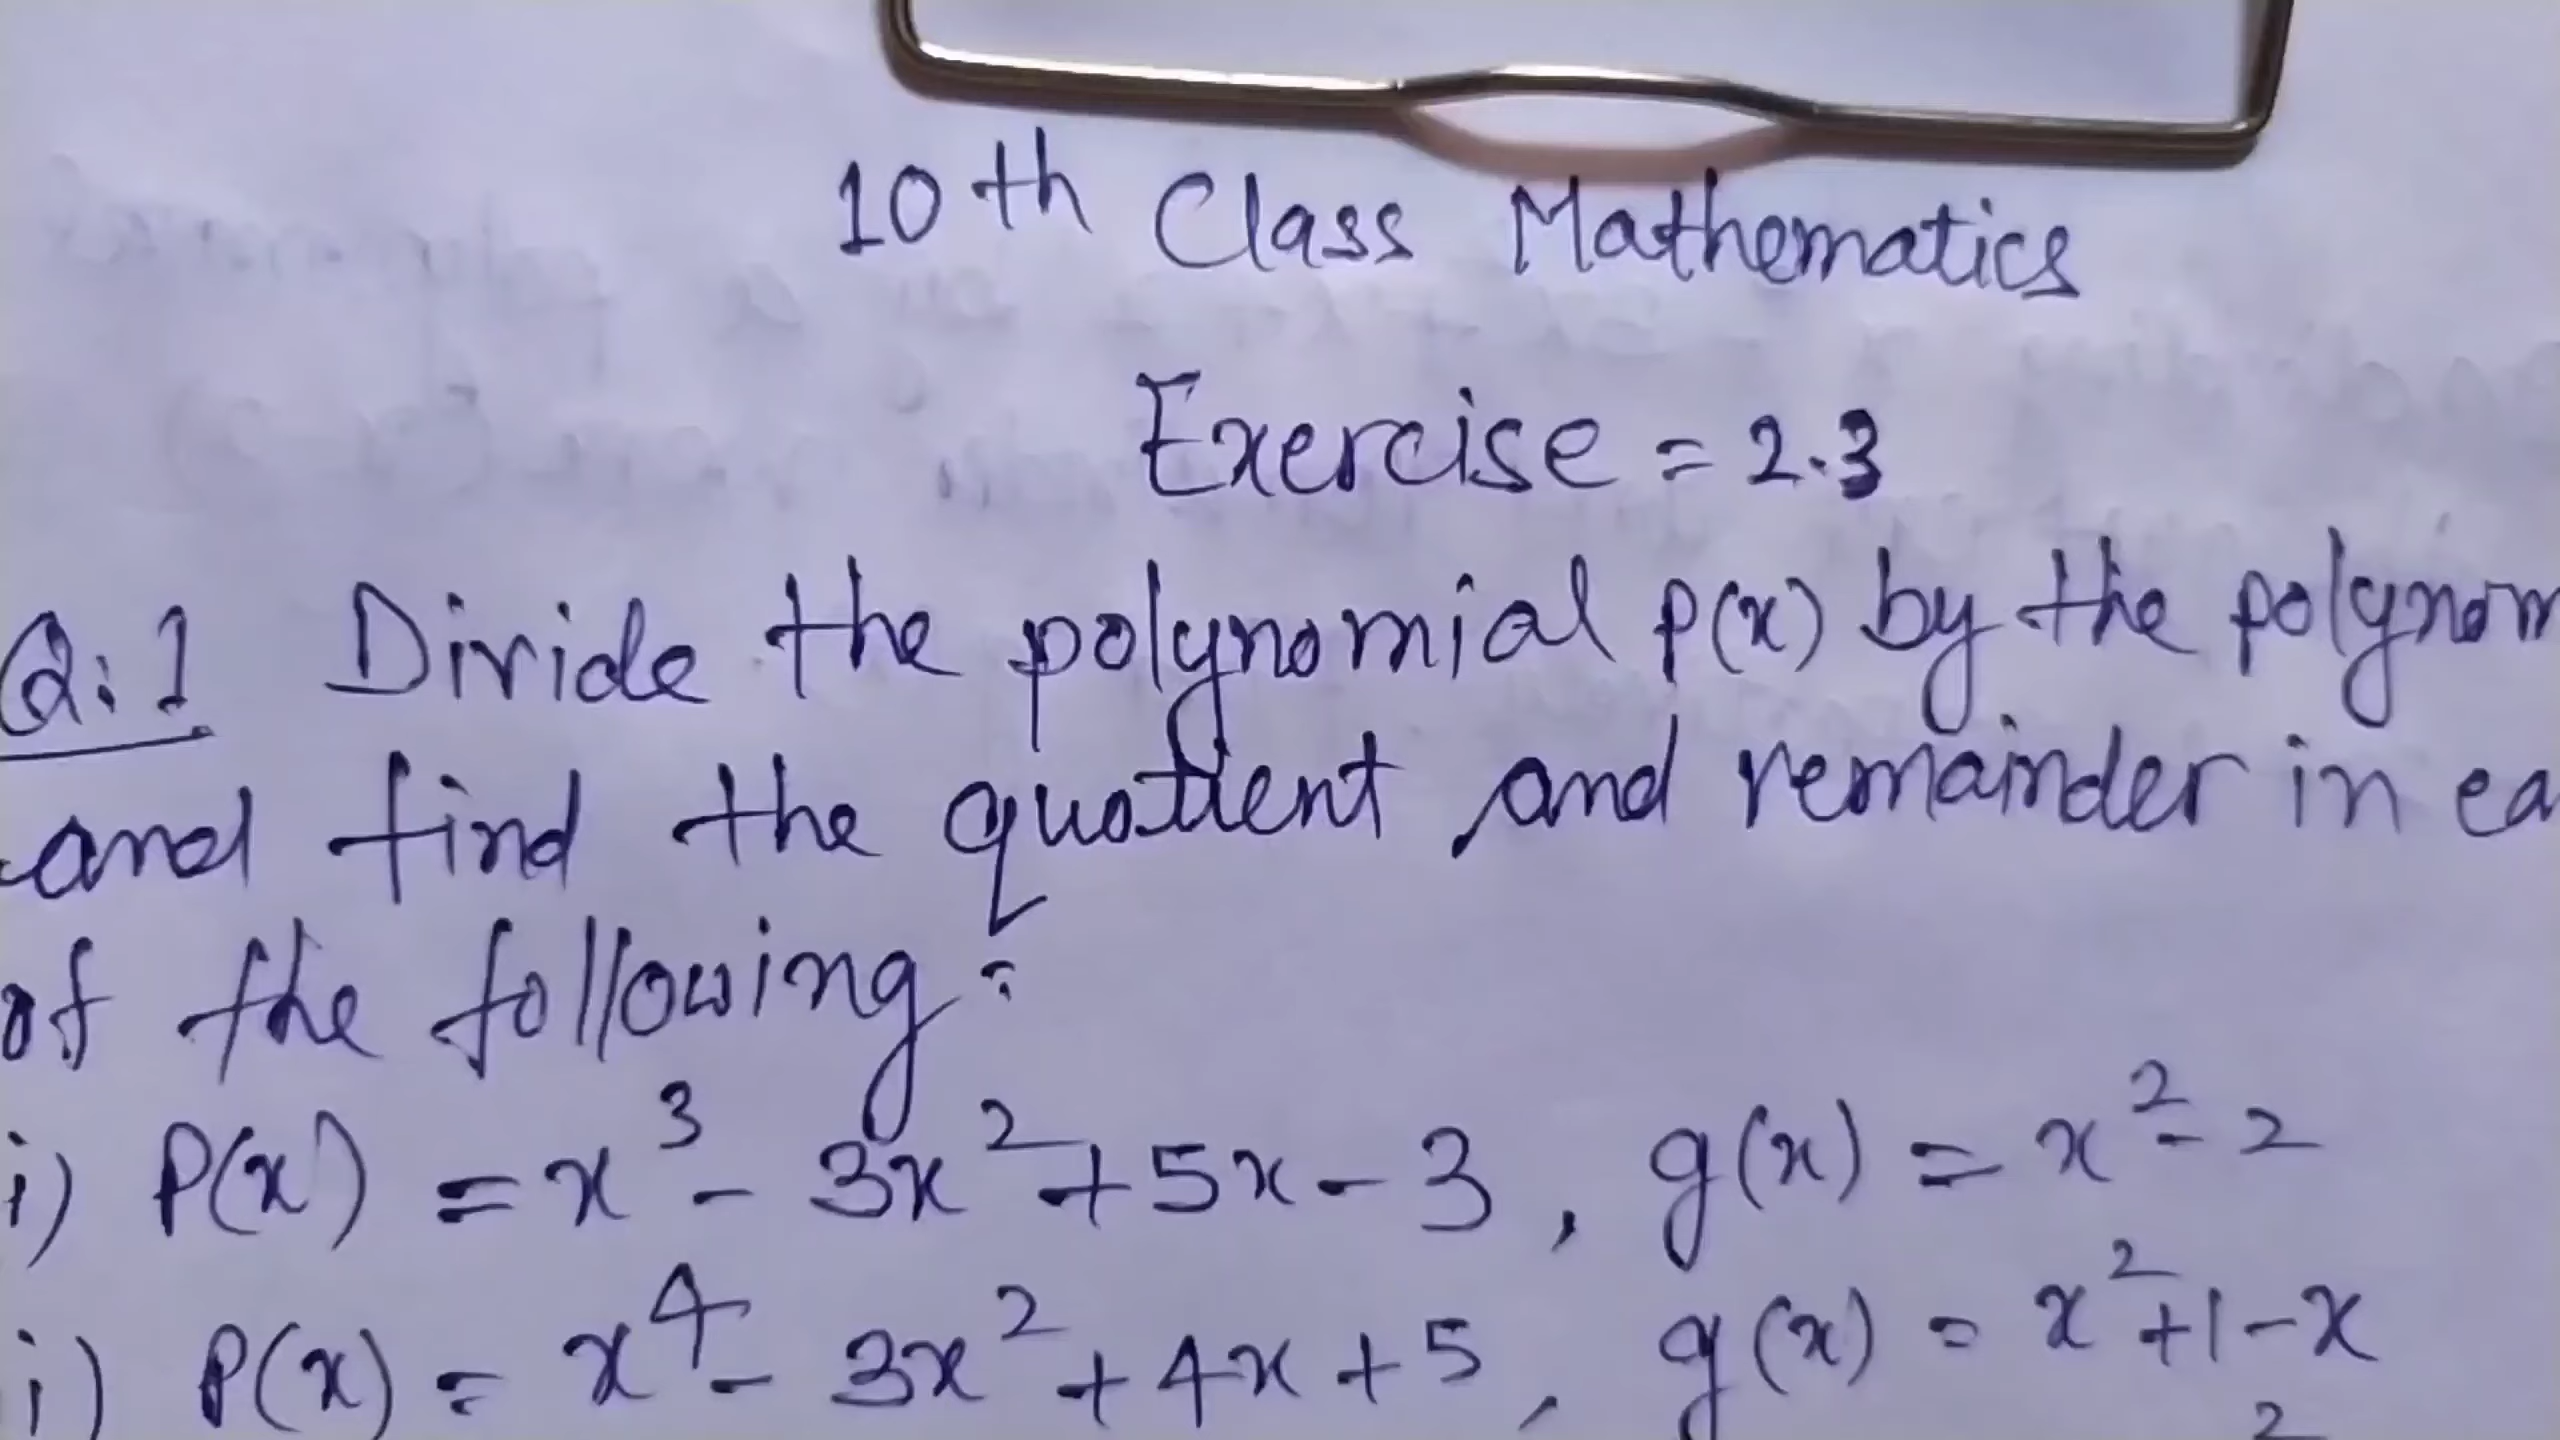 10th Class Mathematics
Exercise = 2.3
Q:1 Divide the polynomial P(x) by the polynom
and find the quotient and remainder in ea
of the following:
i) P(x) = x³ - 3x² + 5x - 3, g(x) = x² - 2
i) P(x) = x⁴ - 3x² + 4x + 5, g(x) = x² + 1 - x
2